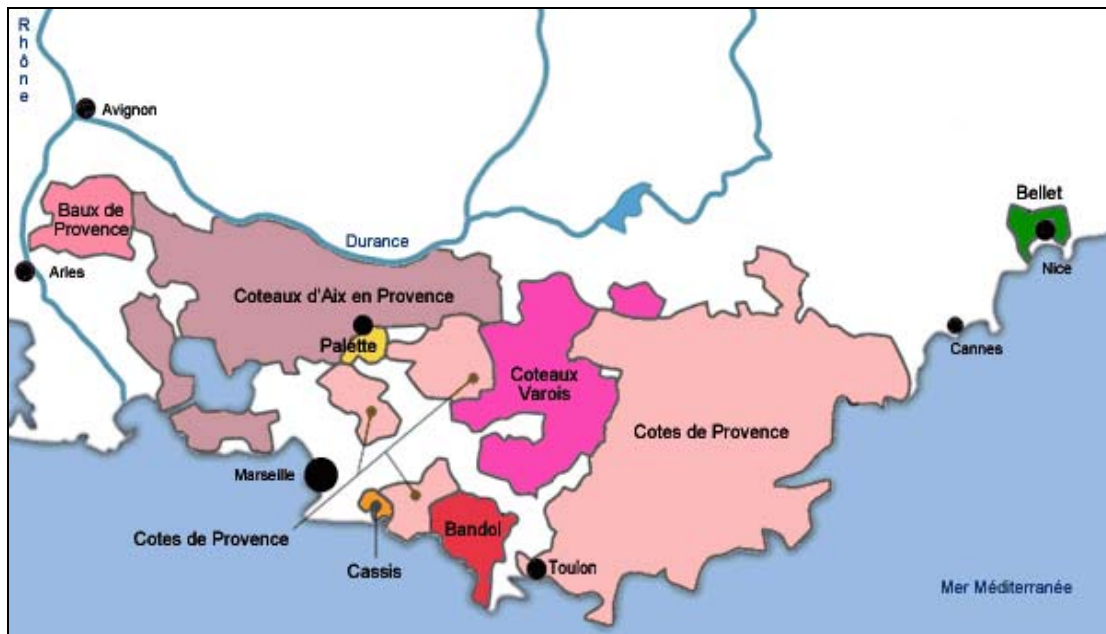 Rhône
Avignon
Bellet
Baux de
Provence
Durance
Arles
Nice
Coteaux d'Aix en Provence
Palette
Cannes
Coteaux
Varois
Cotes de Provence
Marseille
Cotes de Provence
Bandol
Cassis
Toulon
Mer Méditerranée